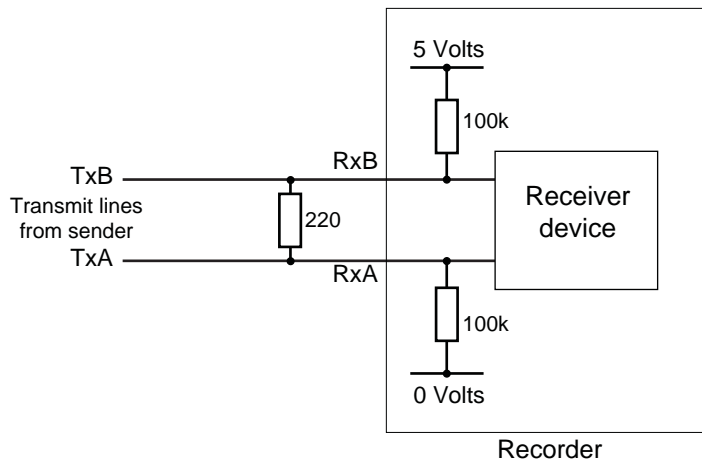 5 Volts
100k
RxB
TxB
Transmit lines
from sender
220
Receiver
device
TxA
RxA
100k
0 Volts
Recorder